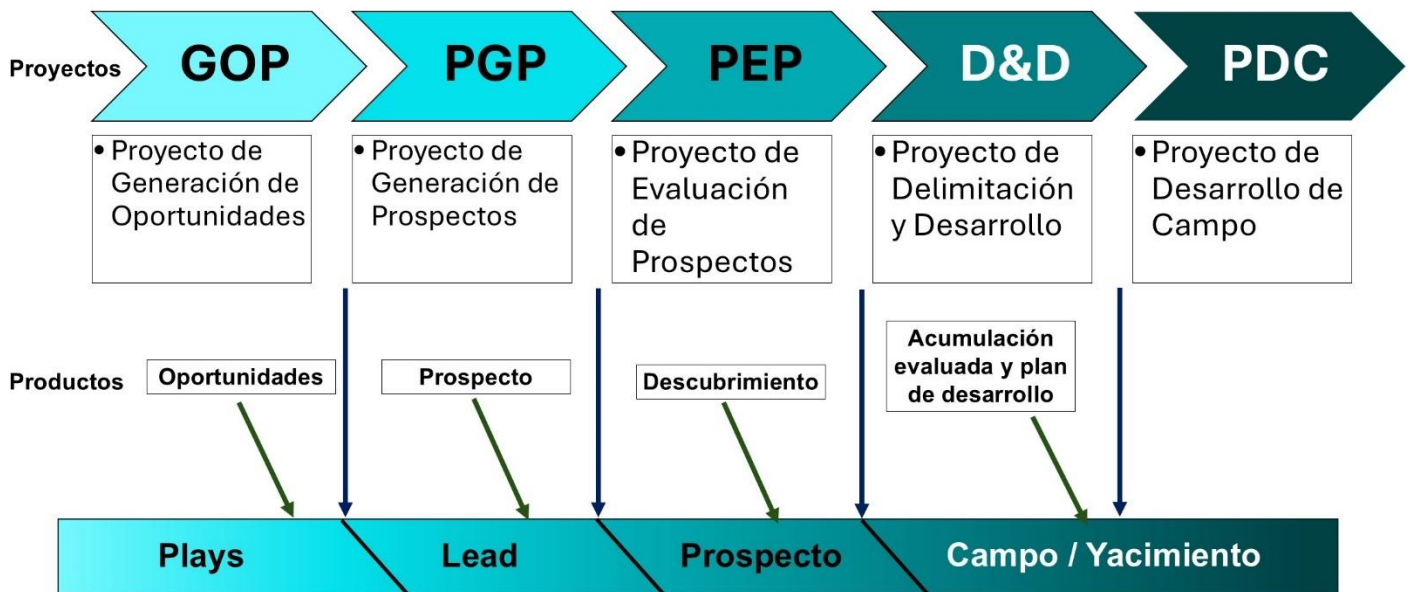 Proyectos
GOP
PGP
PEP
D&D
PDC
• Proyecto de
Generación de
Oportunidades
• Proyecto de
Generación de
Prospectos
• Proyecto de
Evaluación
de
Prospectos
• Proyecto de
Delimitación
y Desarrollo
• Proyecto de
Desarrollo de
Campo
Productos
Oportunidades
Prospecto
Descubrimiento
Acumulación
evaluada y plan
de desarrollo
Plays
Lead
Prospecto
Campo / Yacimiento